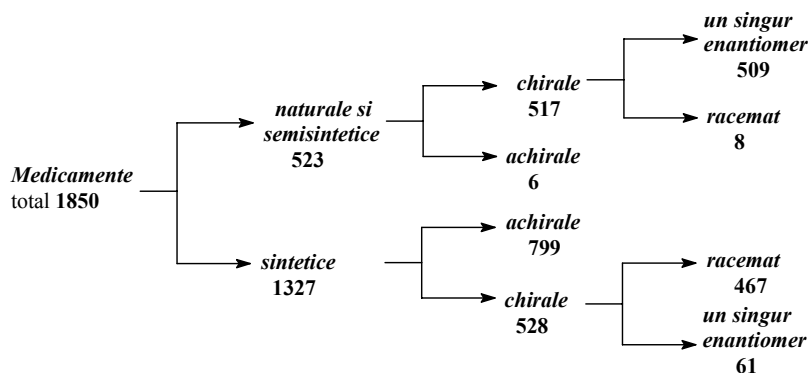 Medicamente
total 1850
naturale si
semisintetice
523
chirale
517
un singur
enantiomer
509
racemat
8
achirale
6
sintetice
1327
achirale
799
chirale
528
racemat
467
un singur
enantiomer
61